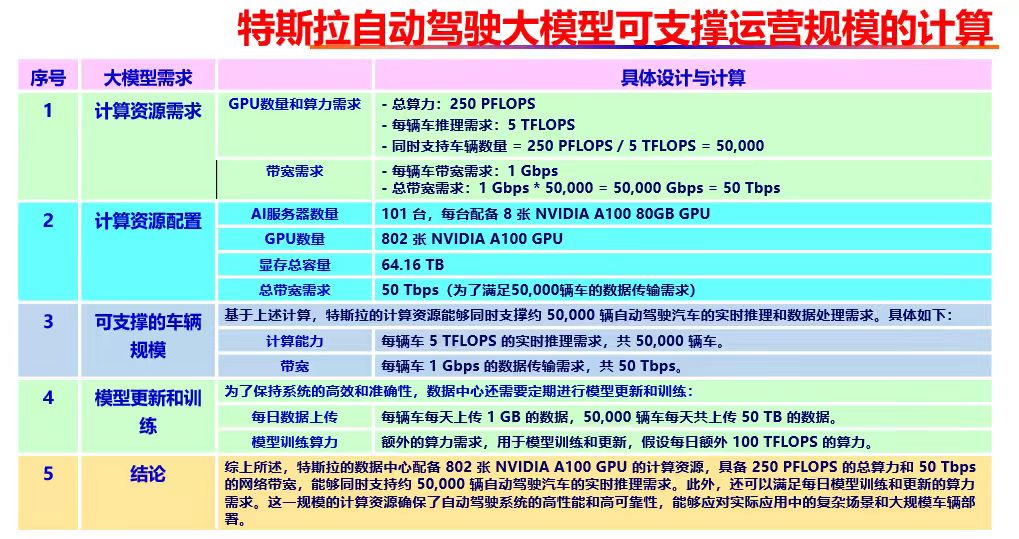 特斯拉自动驾驶大模型可支撑运营规模的计算
序号 大模型需求 具体设计与计算
1 计算资源需求 GPU数量和算力需求 - 总算力：250 PFLOPS
- 每辆车推理需求：5 TFLOPS
- 同时支持车辆数量 = 250 PFLOPS / 5 TFLOPS = 50,000
带宽需求 - 每辆车带宽需求：1 Gbps
- 总带宽需求：1 Gbps * 50,000 = 50,000 Gbps = 50 Tbps
2 计算资源配置 AI服务器数量 101 台，每台配备 8 张 NVIDIA A100 80GB GPU
GPU数量 802 张 NVIDIA A100 GPU
显存总容量 64.16 TB
总带宽需求 50 Tbps（为了满足50,000辆车的数据传输需求）
3 可支撑的车辆规模 基于上述计算，特斯拉的计算资源能够同时支撑约 50,000 辆自动驾驶汽车的实时推理和数据处理需求。具体如下：
计算能力 每辆车 5 TFLOPS 的实时推理需求，共 50,000 辆车。
带宽 每辆车 1 Gbps 的数据传输需求，共 50 Tbps。
4 模型更新和训练 为了保持系统的高效和准确性，数据中心还需要定期进行模型更新和训练：
每日数据上传 每辆车每天上传 1 GB 的数据，50,000 辆车每天共上传 50 TB 的数据。
模型训练算力 额外的算力需求，用于模型训练和更新，假设每日额外 100 TFLOPS 的算力。
5 结论 综上所述，特斯拉的数据中心配备 802 张 NVIDIA A100 GPU 的计算资源，具备 250 PFLOPS 的总算力和 50 Tbps
的网络带宽，能够同时支持约 50,000 辆自动驾驶汽车的实时推理需求。此外，还可以满足每日模型训练和更新的算力
需求。这一规模的计算资源确保了自动驾驶系统的高性能和高可靠性，能够应对实际应用中的复杂场景和大规模车辆部
署。